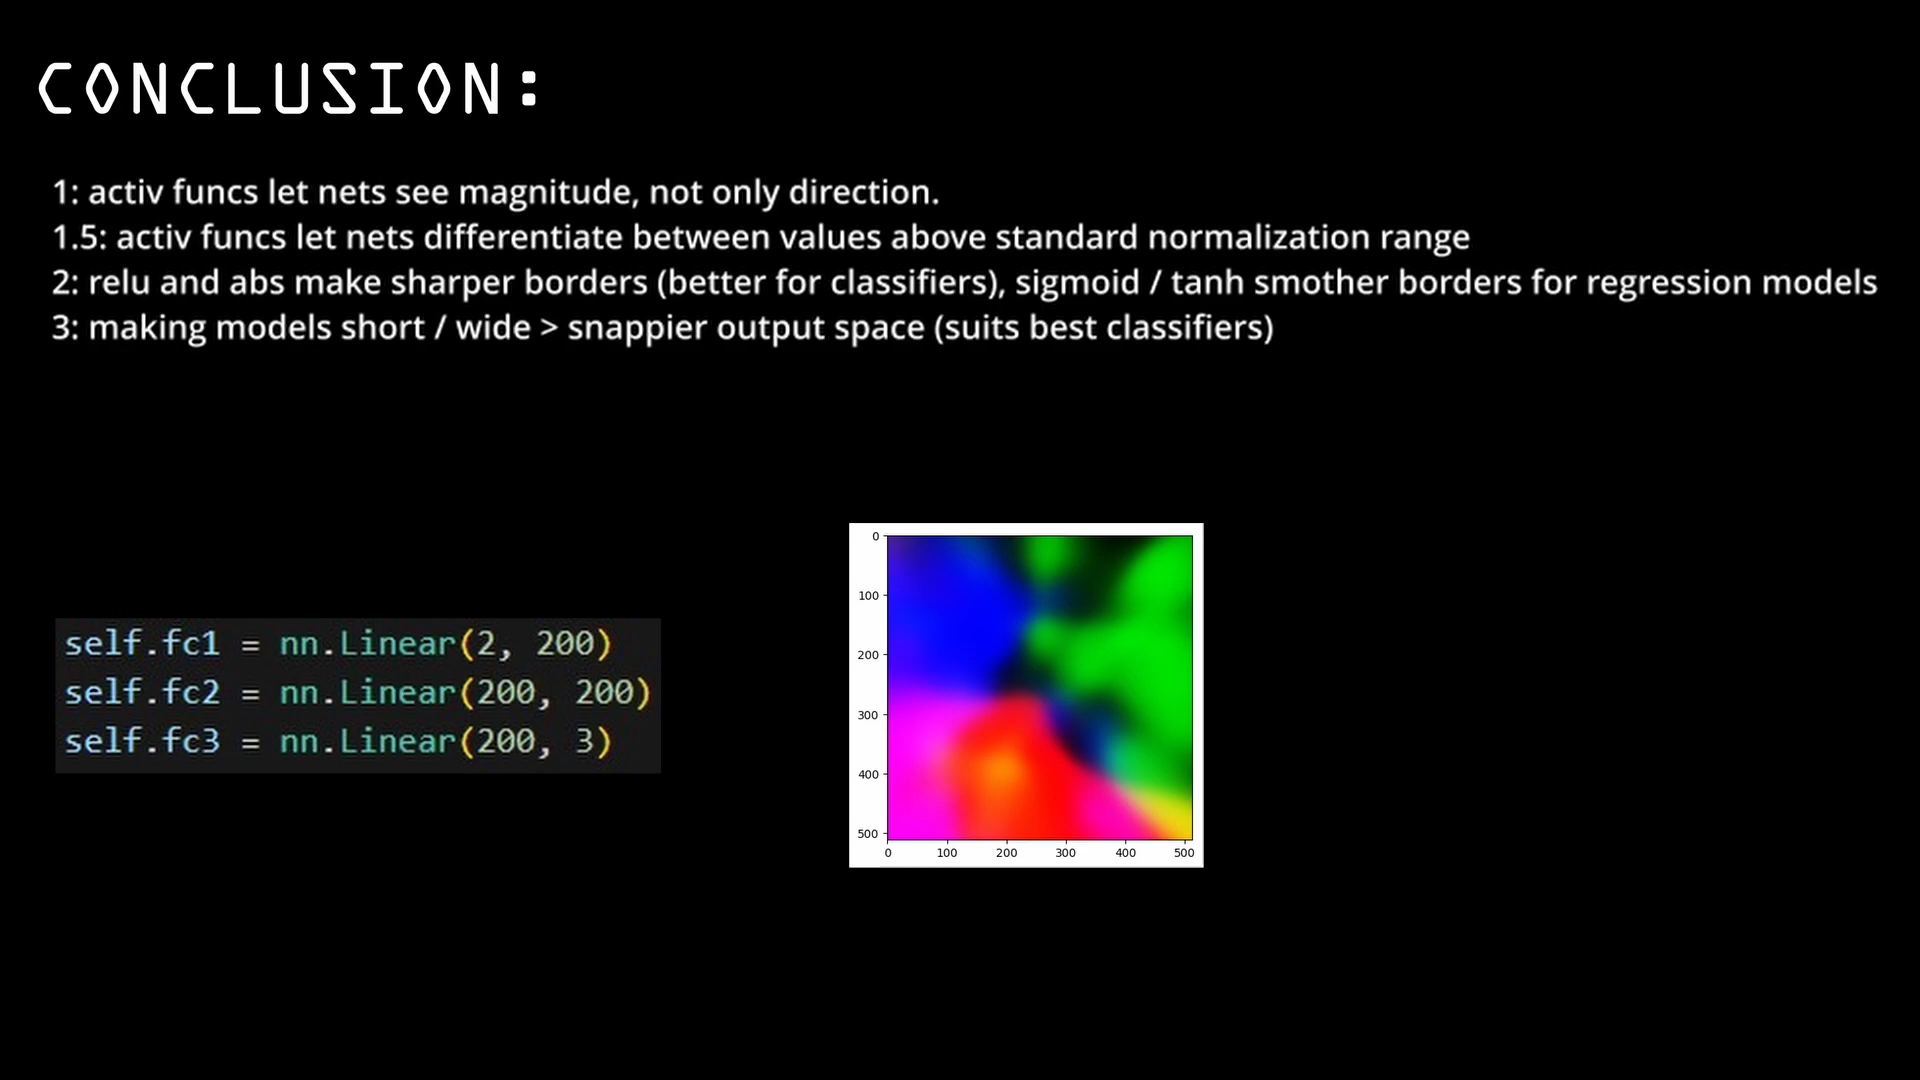 CONCLUSION:
1: activ funcs let nets see magnitude, not only direction.
1.5: activ funcs let nets differentiate between values above standard normalization range
2: relu and abs make sharper borders (better for classifiers), sigmoid / tanh smother borders for regression models
3: making models short / wide > snappier output space (suits best classifiers)
self.fc1 = nn.Linear(2, 200)
self.fc2 = nn.Linear(200, 200)
self.fc3 = nn.Linear(200, 3)
0
100
200
300
400
500
0 100 200 300 400 500